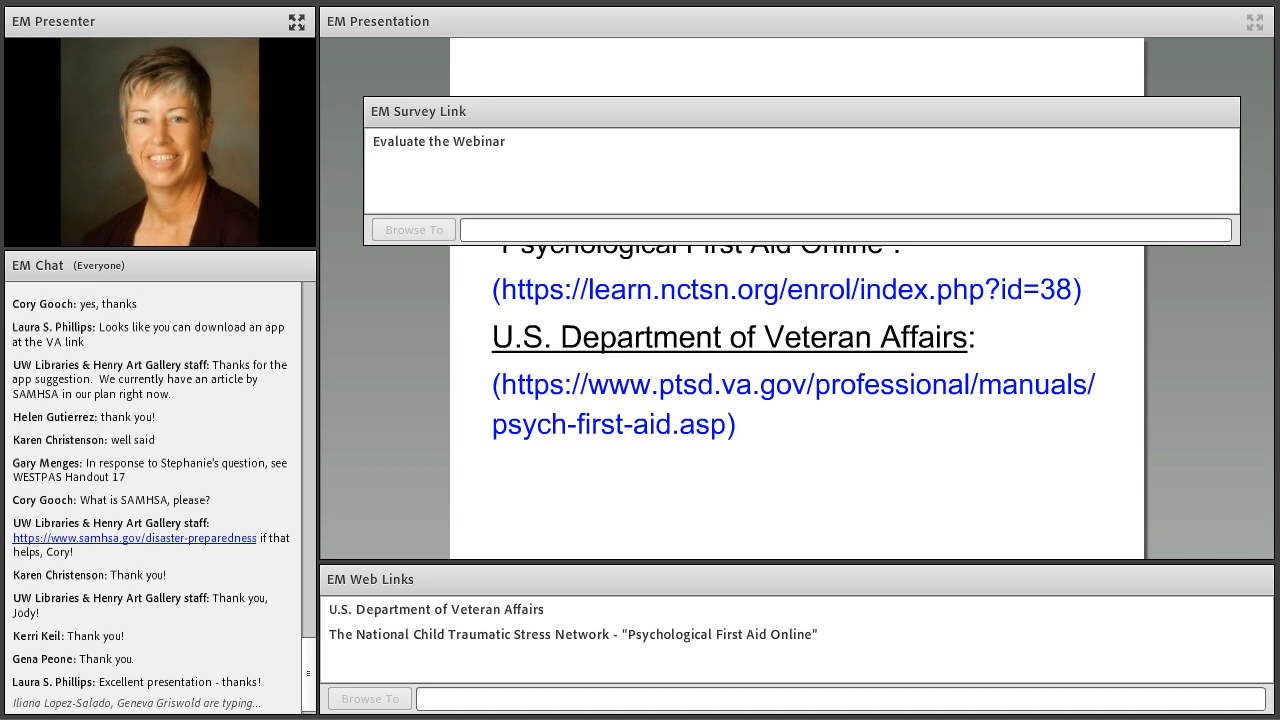 EM Presenter
EM Chat (Everyone)
Cory Gooch: yes, thanks
Laura S. Phillips: Looks like you can download an app
at the VA link
UW Libraries & Henry Art Gallery staff: Thanks for the
app suggestion.  We currently have an article by
SAMHSA in our plan right now.
Helen Gutierrez: thank you!
Karen Christenson: well said
Gary Menges: In response to Stephanie's question, see
WESTPAS Handout 17
Cory Gooch: What is SAMHSA, please?
UW Libraries & Henry Art Gallery staff:
https://www.samhsa.gov/disaster-preparedness if that
helps, Cory!
Karen Christenson: Thank you!
UW Libraries & Henry Art Gallery staff: Thank you,
Jody!
Kerri Keil: Thank you!
Gena Peone: Thank you.
Laura S. Phillips: Excellent presentation - thanks!
Iliana Lopez-Solado, Geneva Griswold are typing...
EM Presentation
EM Survey Link
Evaluate the Webinar
Browse To
"Psychological First Aid Online":
(https://learn.nctsn.org/enrol/index.php?id=38)
U.S. Department of Veteran Affairs:
(https://www.ptsd.va.gov/professional/manuals/
psych-first-aid.asp)
EM Web Links
U.S. Department of Veteran Affairs
The National Child Traumatic Stress Network - "Psychological First Aid Online"
Browse To